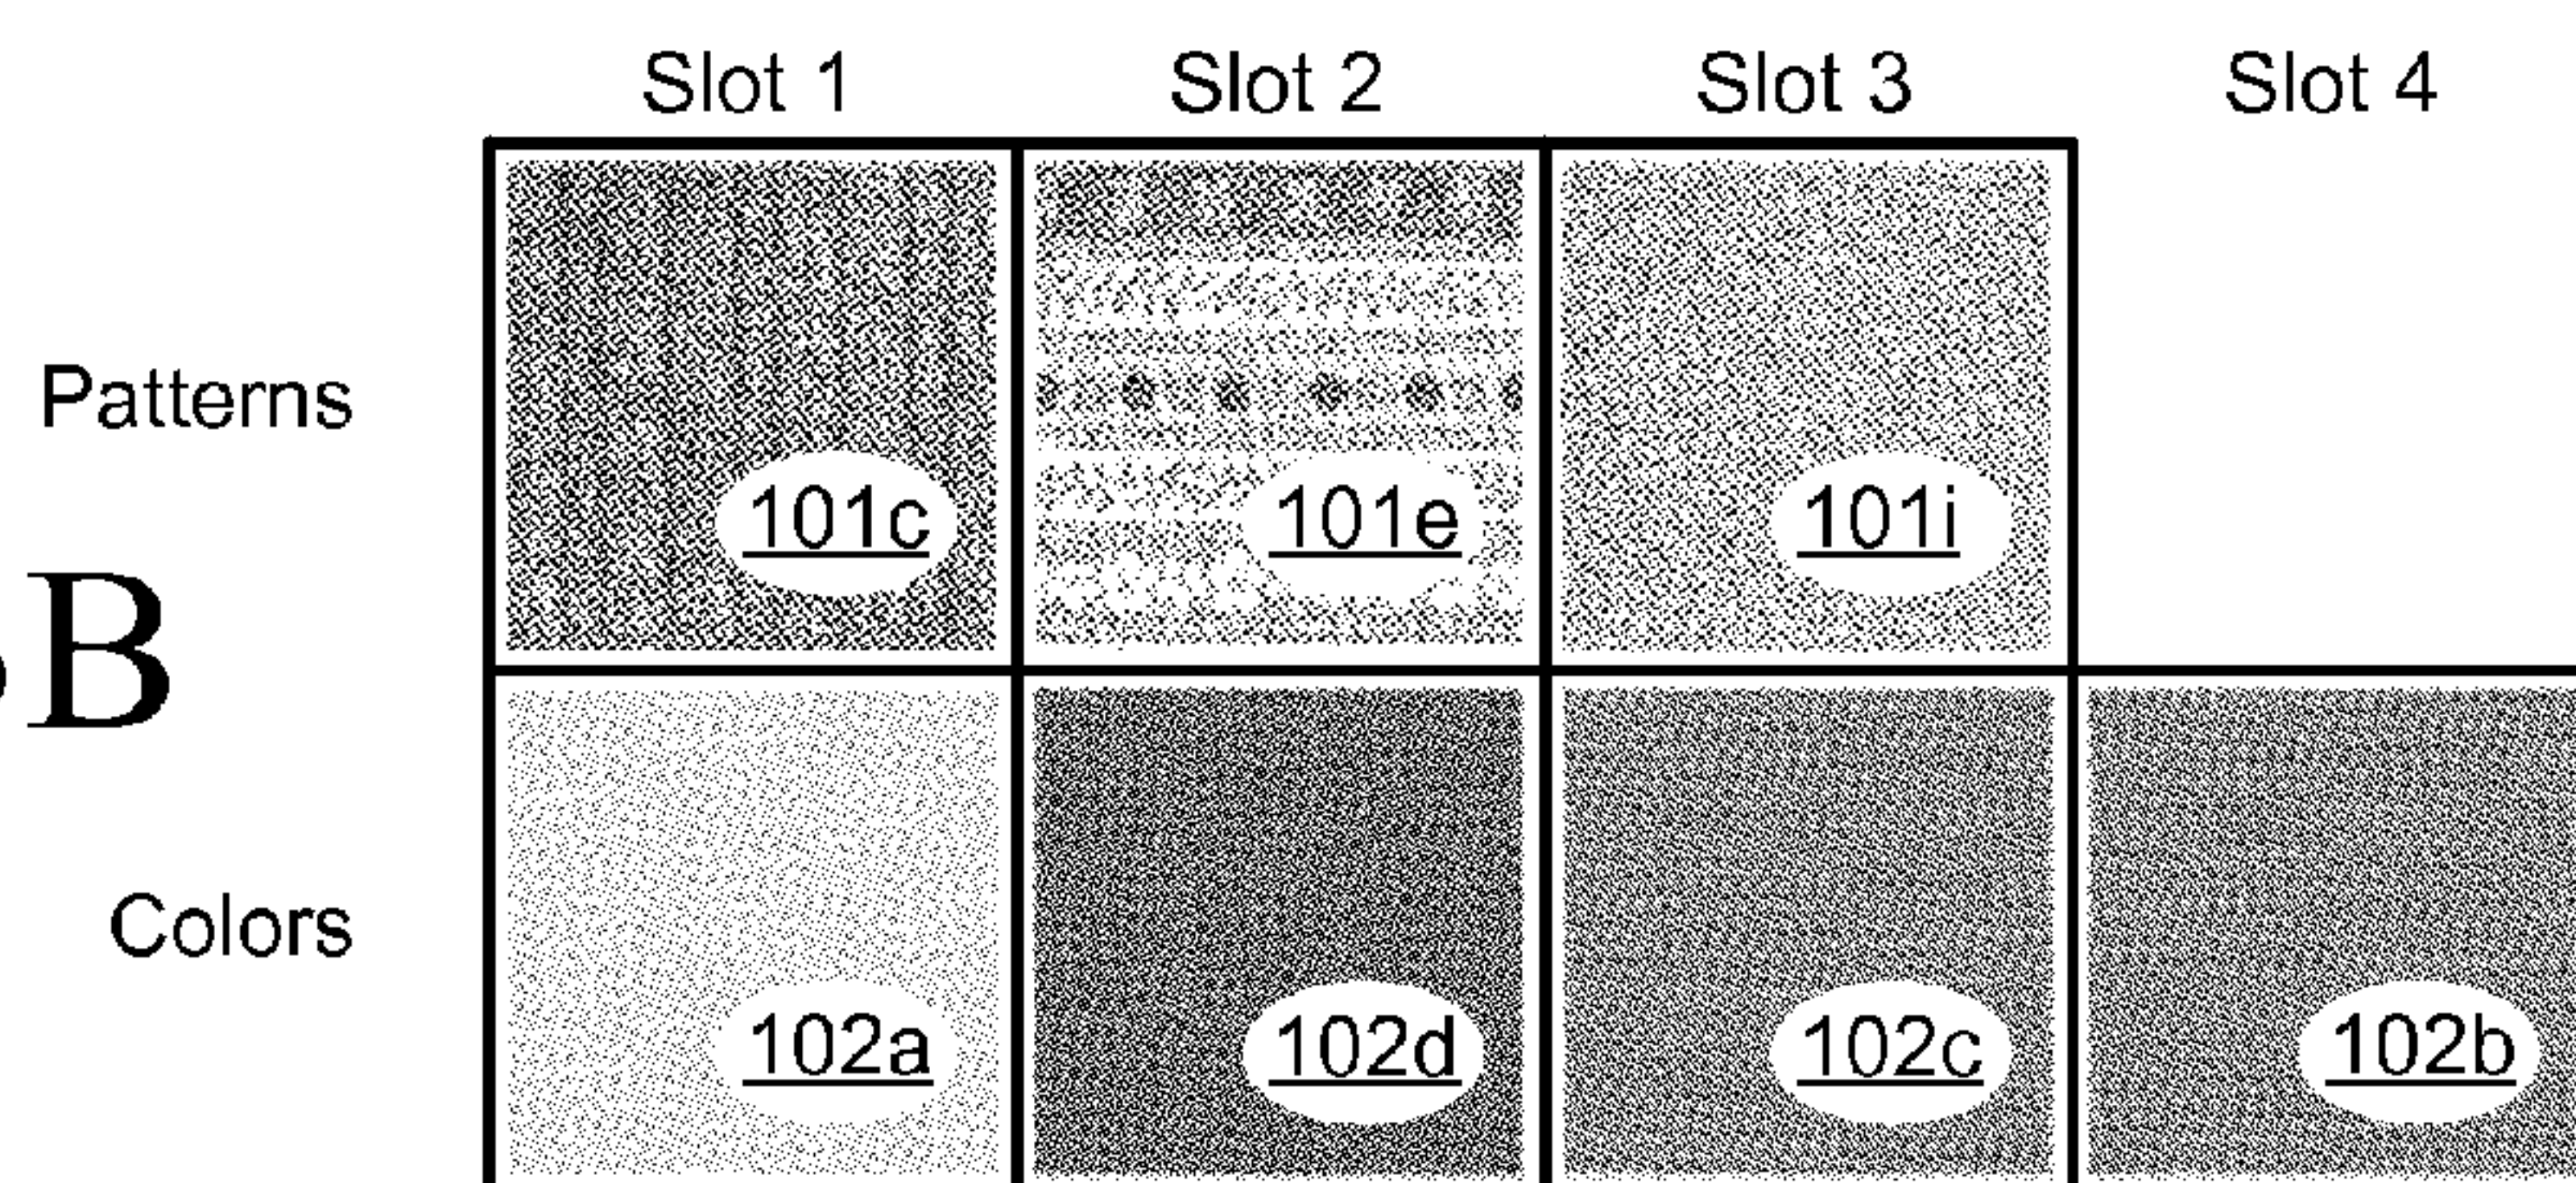 Slot 1 Slot 2 Slot 3 Slot 4
Patterns
101c 101e 101i
B
Colors
102a 102d 102c 102b